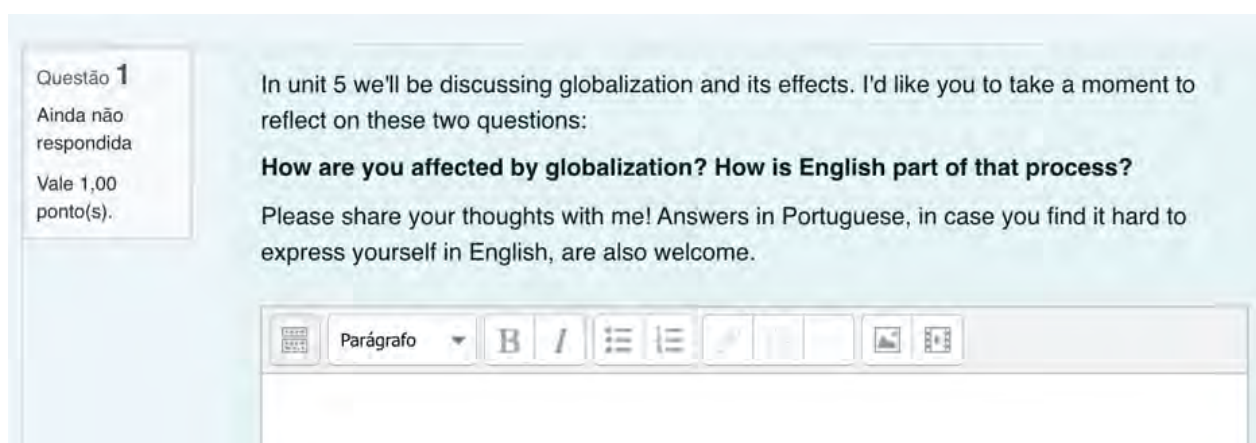 Questão 1
Ainda não
respondida
Vale 1,00
ponto(s).
In unit 5 we'll be discussing globalization and its effects. I'd like you to take a moment to
reflect on these two questions:
How are you affected by globalization? How is English part of that process?
Please share your thoughts with me! Answers in Portuguese, in case you find it hard to
express yourself in English, are also welcome.
Parágrafo B I